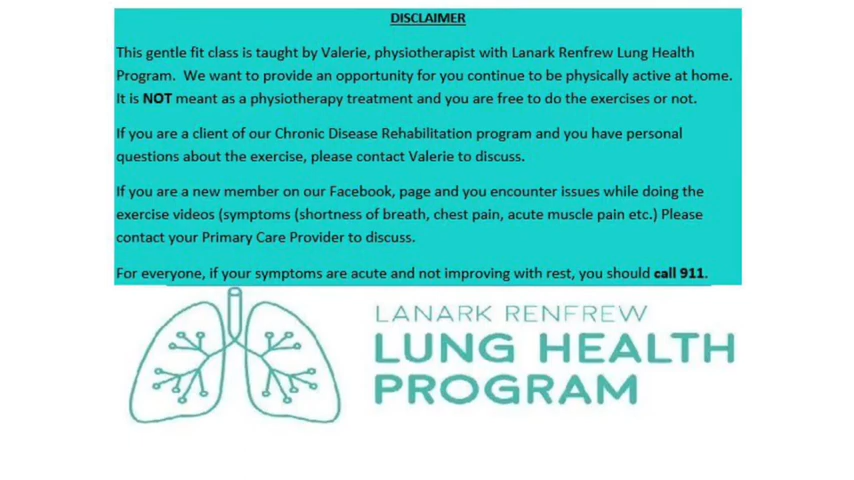 DISCLAIMER
This gentle fit class is taught by Valerie, physiotherapist with Lanark Renfrew Lung Health
Program. We want to provide an opportunity for you continue to be physically active at home.
It is NOT meant as a physiotherapy treatment and you are free to do the exercises or not.
If you are a client of our Chronic Disease Rehabilitation program and you have personal
questions about the exercise, please contact Valerie to discuss.
If you are a new member on our Facebook, page and you encounter issues while doing the
exercise videos (symptoms (shortness of breath, chest pain, acute muscle pain etc.) Please
contact your Primary Care Provider to discuss.
For everyone, if your symptoms are acute and not improving with rest, you should call 911.
LANARK RENFREW
LUNG HEALTH
PROGRAM